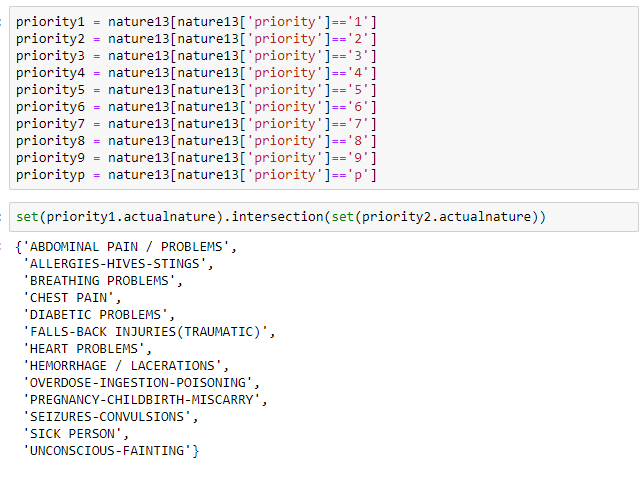 priority1 = nature13[nature13['priority']=='1']
priority2 = nature13[nature13['priority']=='2']
priority3 = nature13[nature13['priority']=='3']
priority4 = nature13[nature13['priority']=='4']
priority5 = nature13[nature13['priority']=='5']
priority6 = nature13[nature13['priority']=='6']
priority7 = nature13[nature13['priority']=='7']
priority8 = nature13[nature13['priority']=='8']
priority9 = nature13[nature13['priority']=='9']
priorityp = nature13[nature13['priority']=='p']
set(priority1.actualnature).intersection(set(priority2.actualnature))
{'ABDOMINAL PAIN / PROBLEMS',
'ALLERGIES-HIVES-STINGS',
'BREATHING PROBLEMS',
'CHEST PAIN',
'DIABETIC PROBLEMS',
'FALLS-BACK INJURIES(TRAUMATIC)',
'HEART PROBLEMS',
'HEMORRHAGE / LACERATIONS',
'OVERDOSE-INGESTION-POISONING',
'PREGNANCY-CHILDBIRTH-MISCARRY',
'SEIZURES-CONVULSIONS',
'SICK PERSON',
'UNCONSCIOUS-FAINTING'}